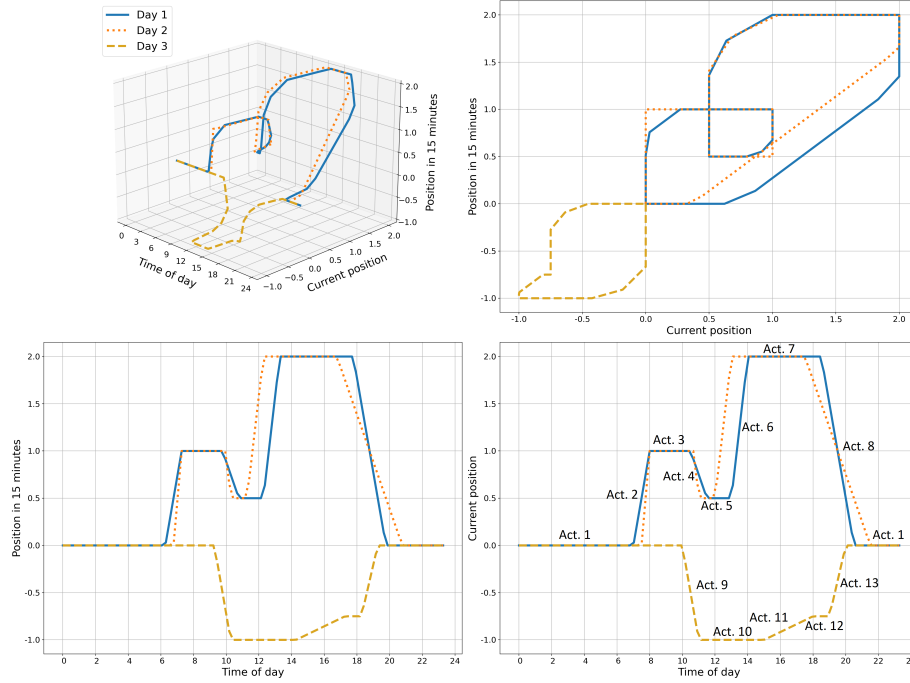 Day 1
Day 2
Day 3
2.0
1.5
1.0
0.5
0.0
−0.5
−1.0
Position in 15 minutes
0
3
6
9
12
15
18
21
24
Time of day
−1.0
−0.5
0.0
0.5
1.0
1.5
2.0
Current position
2.0
1.5
1.0
0.5
0.0
-0.5
-1.0
Position in 15 minutes
-1.0
-0.5
0.0
0.5
1.0
1.5
2.0
Current position
2.0
1.5
1.0
0.5
0.0
-0.5
-1.0
Position in 15 minutes
0 2 4 6 8 10 12 14 16 18 20 22 24
Time of day
2.0
1.5
1.0
0.5
0.0
-0.5
-1.0
Current position
Act. 7
Act. 3
Act. 6
Act. 8
Act. 4
Act. 2
Act. 5
Act. 1
Act. 1
Act. 9
Act. 13
Act. 11
Act. 12
Act. 10
0 2 4 6 8 10 12 14 16 18 20 22
Time of day